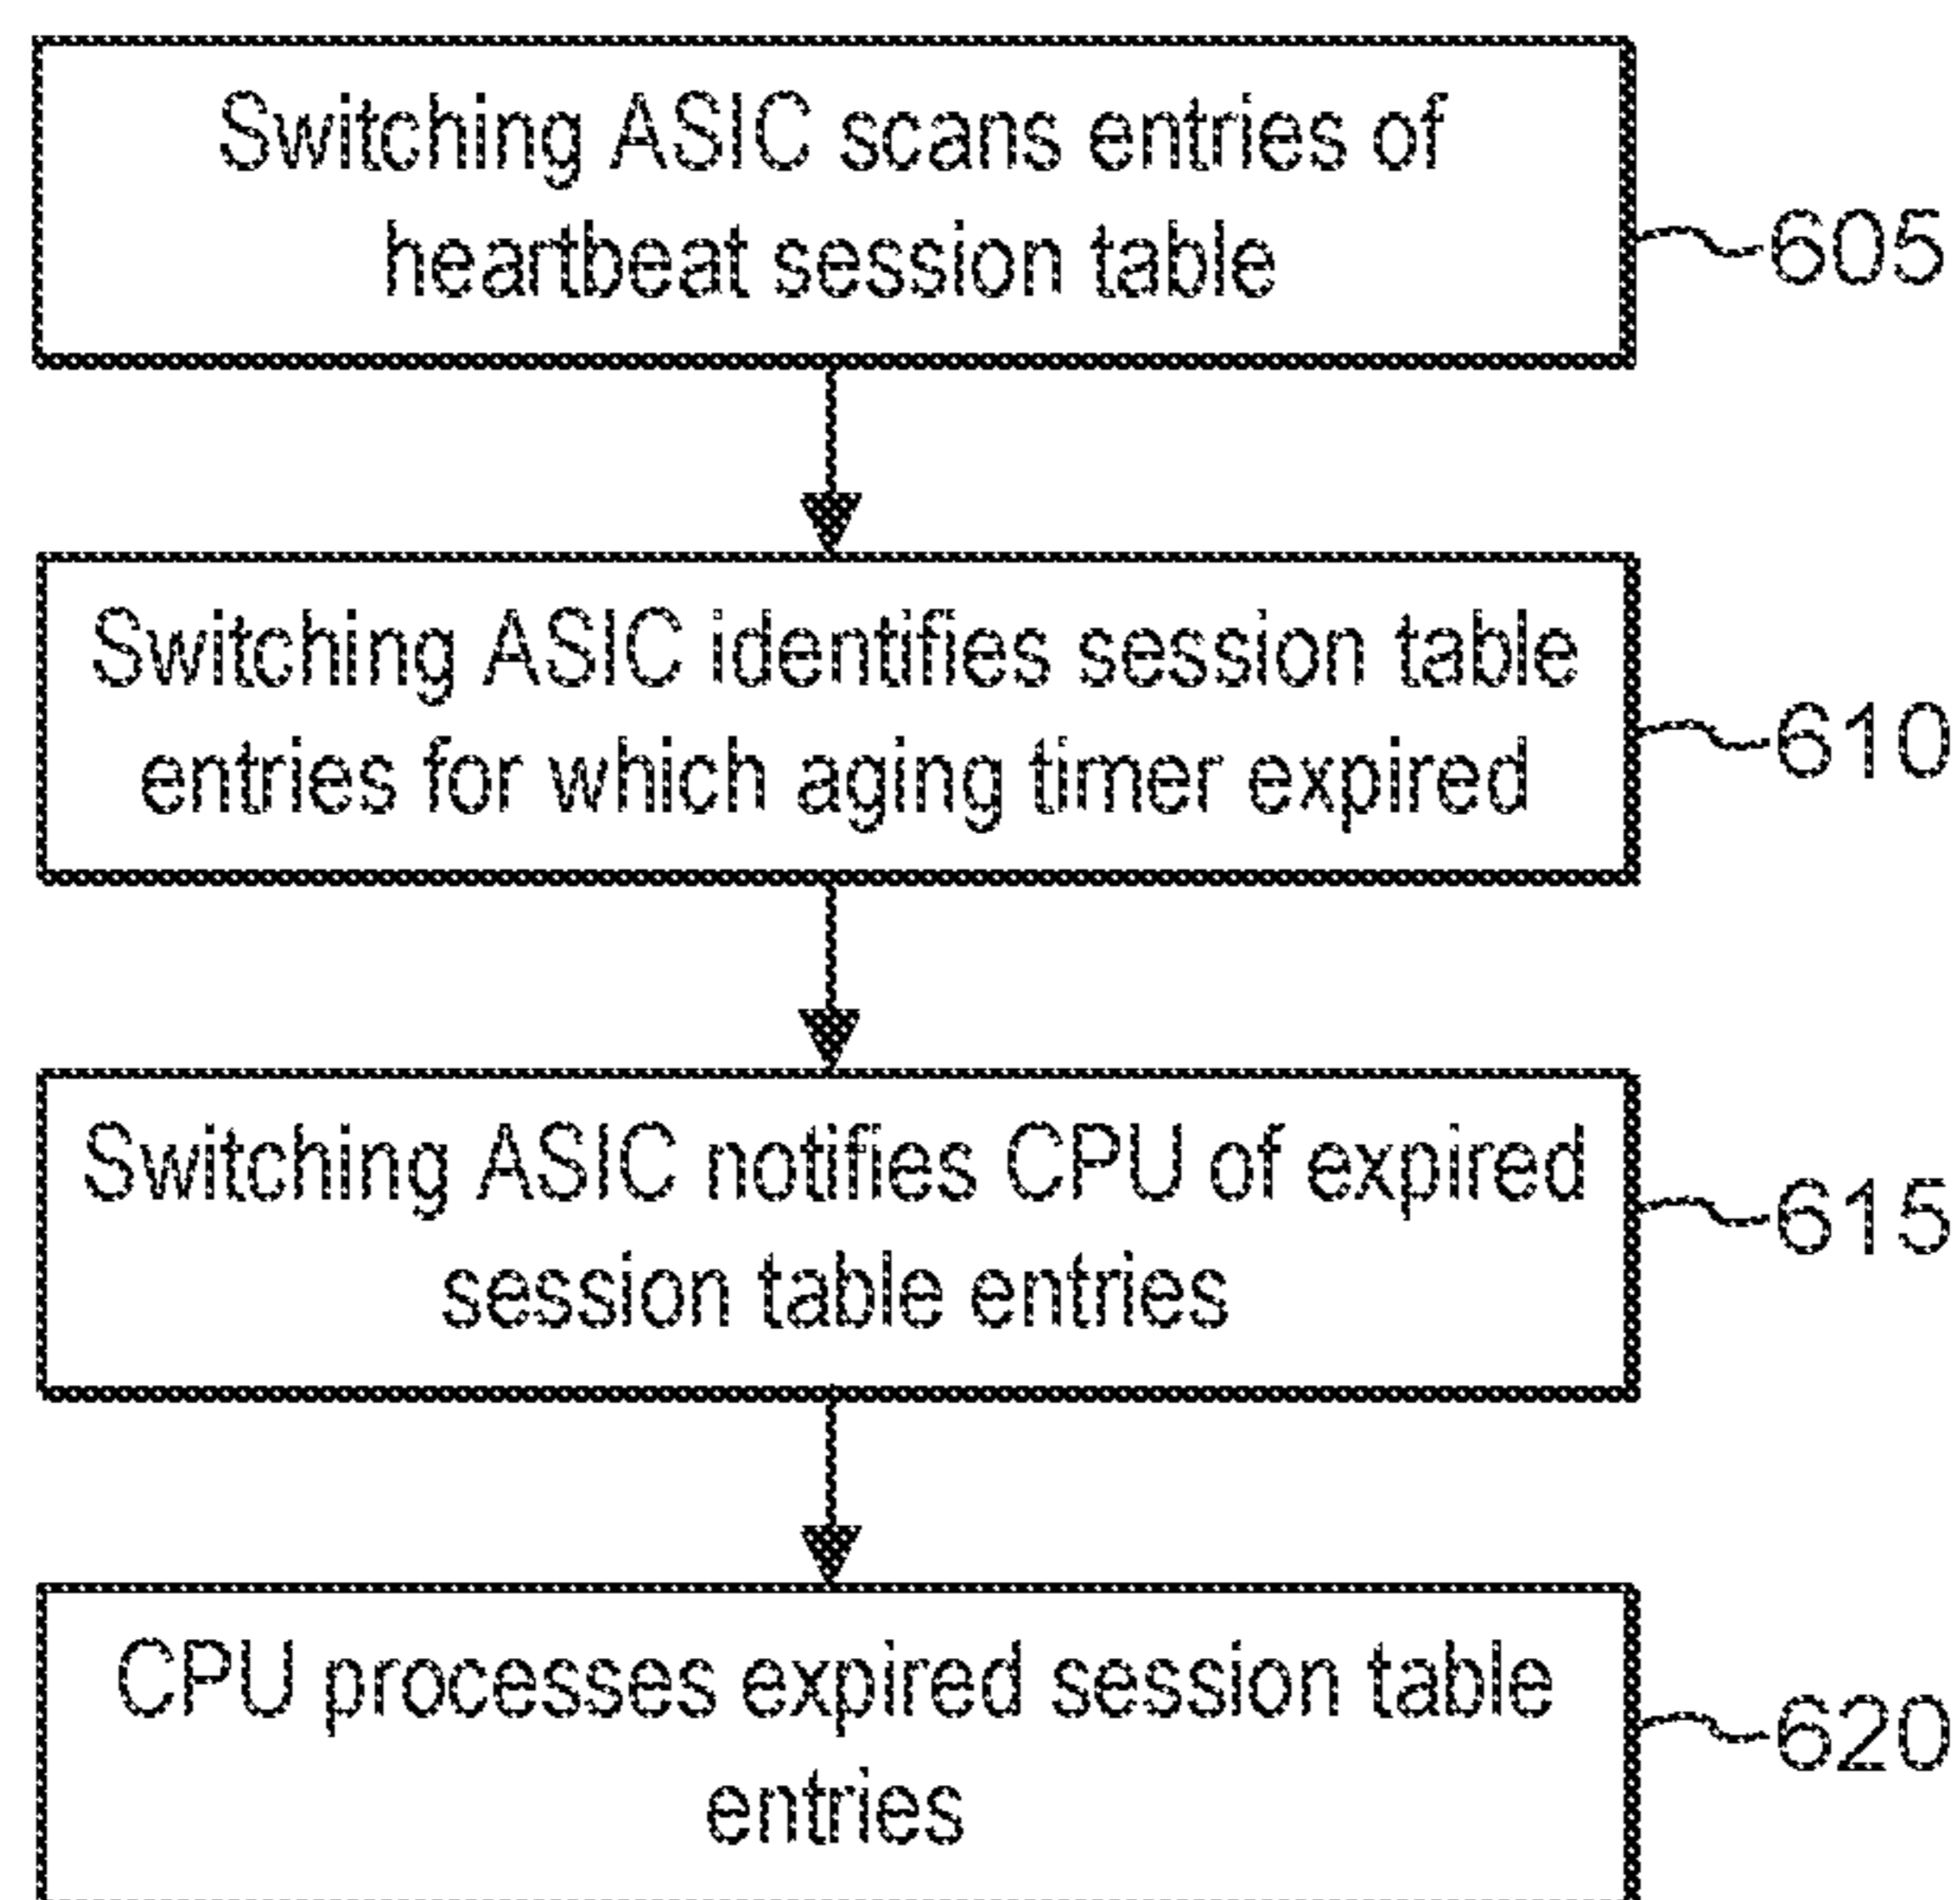 Switching ASIC scans entries of
heartbeat session table
605
Switching ASIC identifies session table
entries for which aging timer expired
610
Switching ASIC notifies CPU of expired
session table entries
615
CPU processes expired session table
entries
620